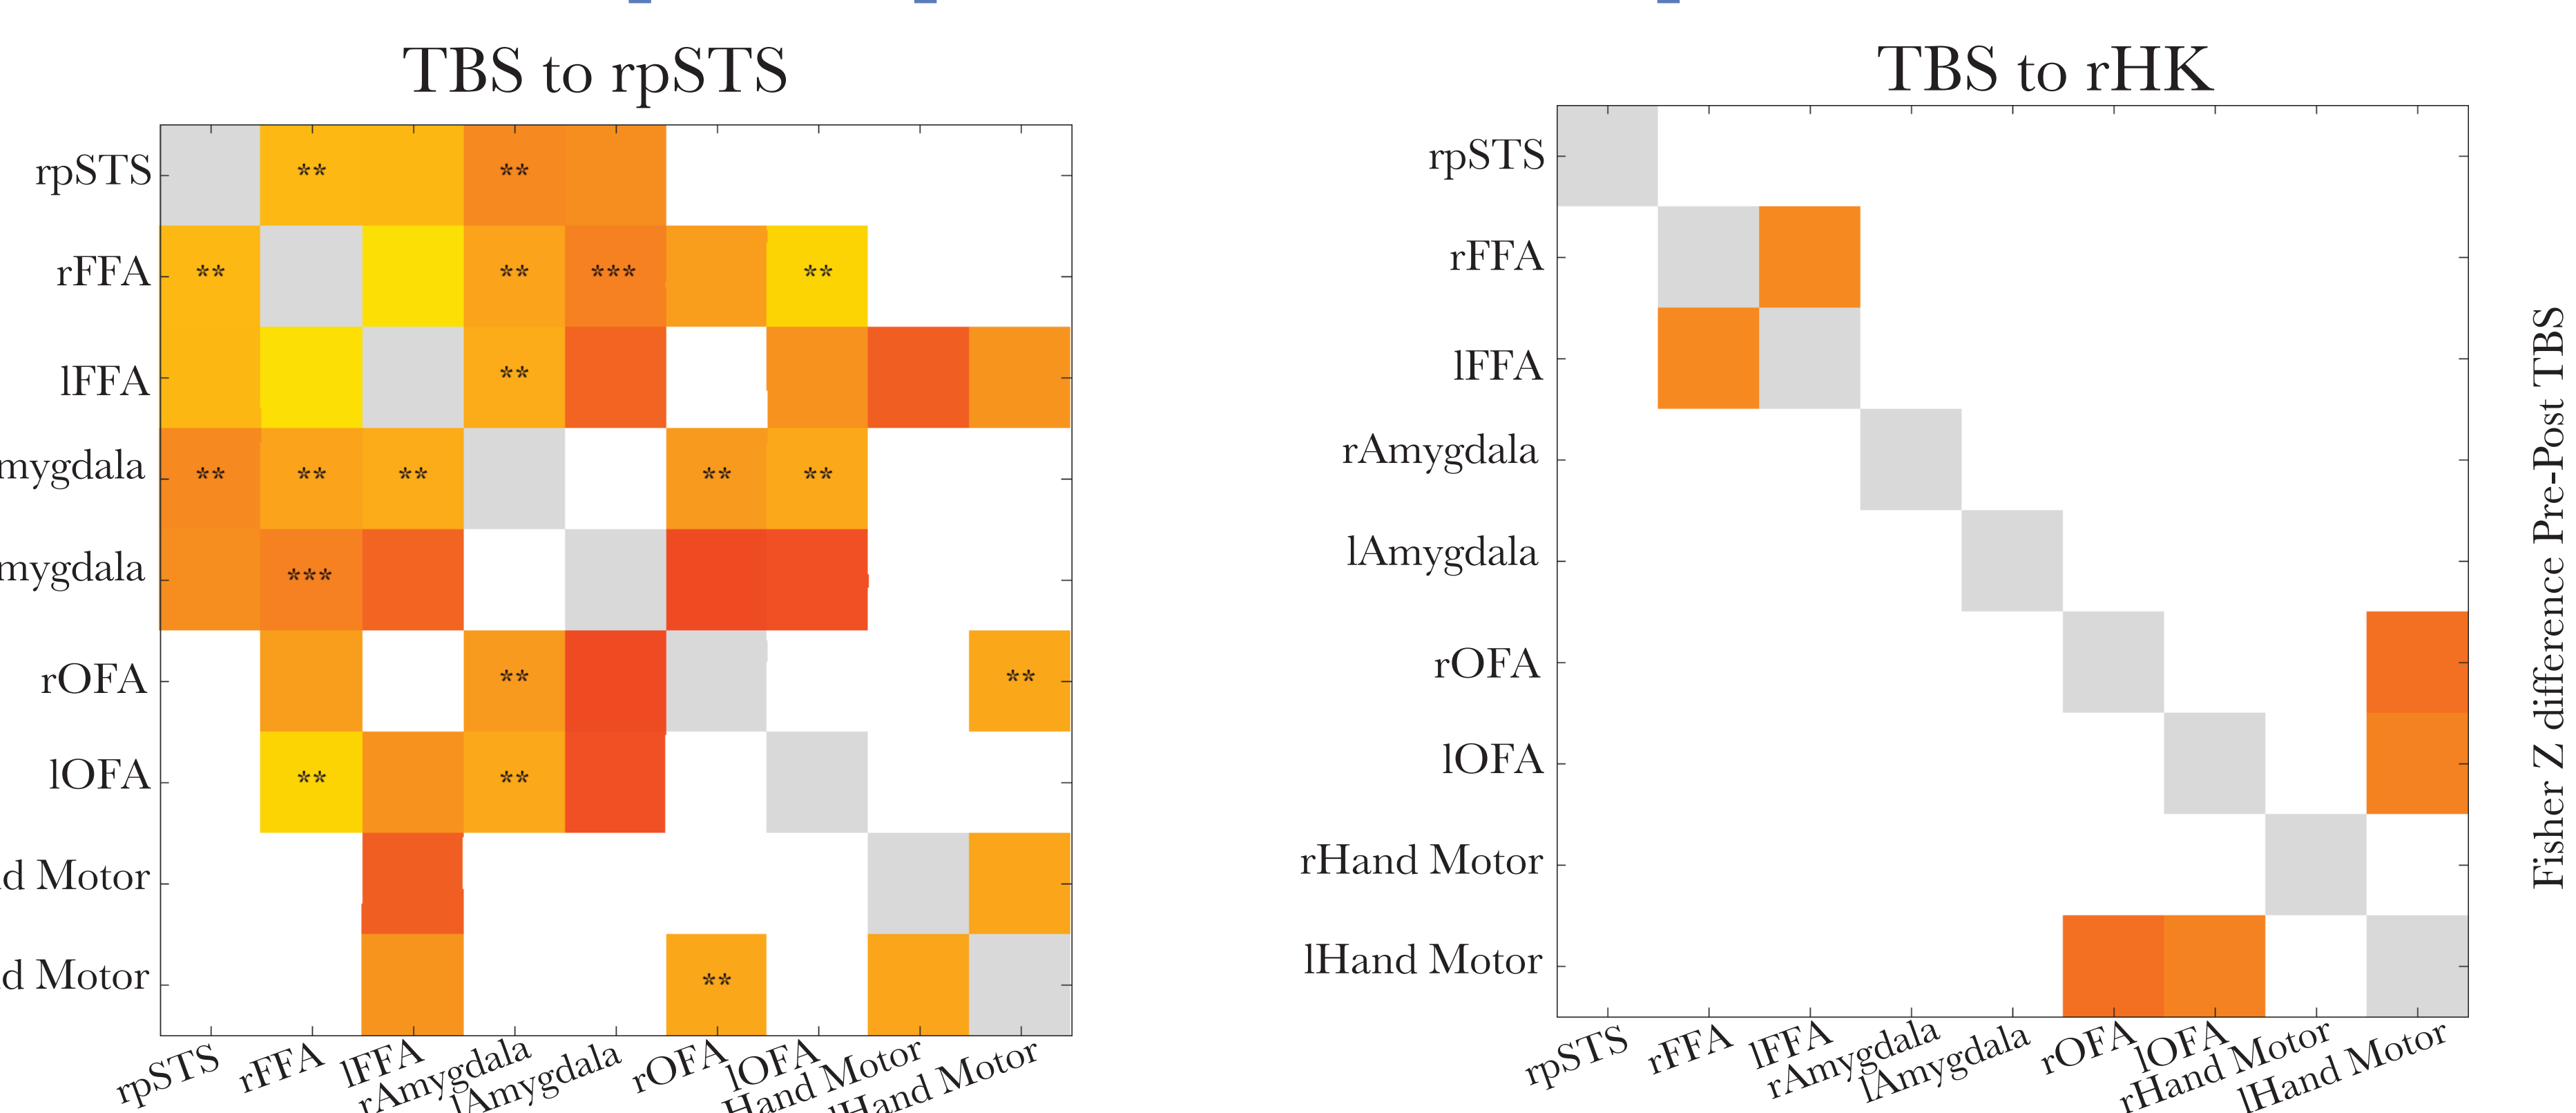 TBS to rpSTS
rpSTS
** **
rFFA
** ** *** **
lFFA
**
mygdala
** ** ** ** **
mygdala
***
rOFA
** **
lOFA
** **
d Motor
d Motor
**
rpSTS rFFA lFFA rAmygdala lAmygdala rOFA lOFA Hand Motor lHand Motor
TBS to rHK
rpSTS
rFFA
lFFA
rAmygdala
lAmygdala
rOFA
lOFA
rHand Motor
lHand Motor
rpSTS rFFA lFFA rAmygdala lAmygdala rOFA lOFA rHand Motor lHand Motor
Fisher Z difference Pre-Post TBS